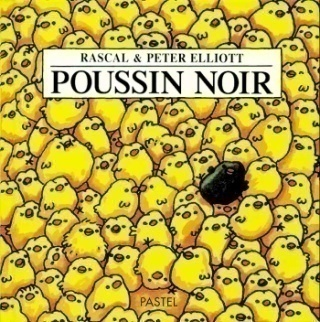 RASCAL & PETER ELLIOTT
POUSSIN NOIR
PASTEL